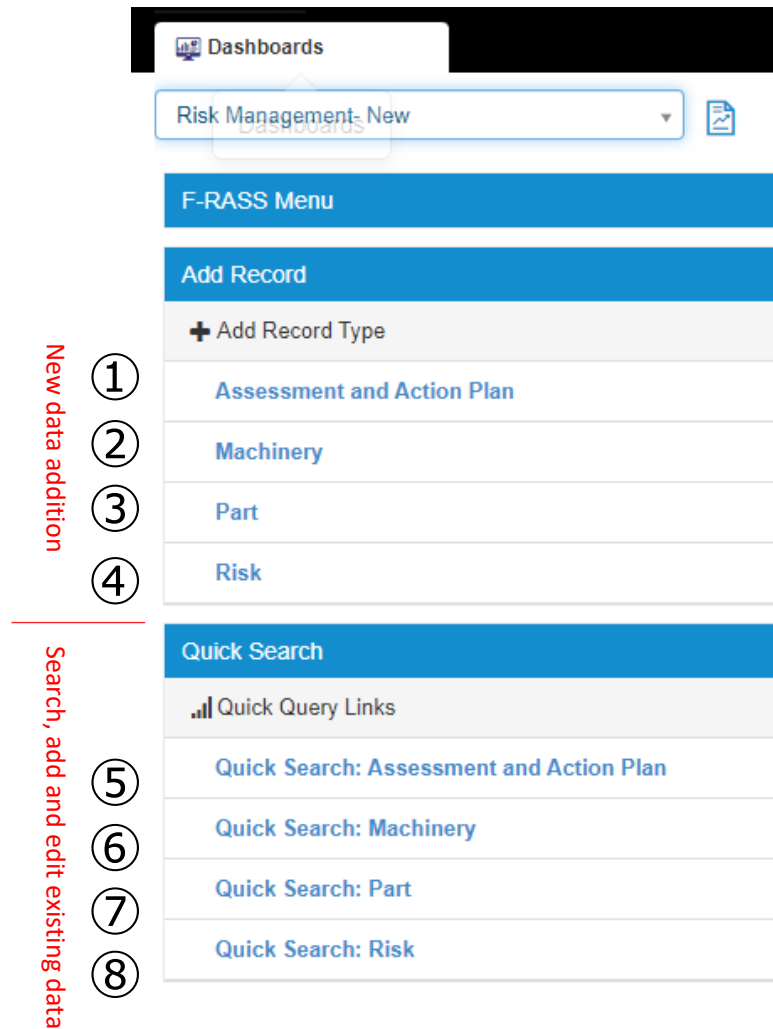 Dashboards
Risk Management- New
Dashboards
F-RASS Menu
Add Record
Add Record Type
New data addition
① Assessment and Action Plan
② Machinery
③ Part
④ Risk
Quick Search
Quick Query Links
Search, add and edit existing data
⑤ Quick Search: Assessment and Action Plan
⑥ Quick Search: Machinery
⑦ Quick Search: Part
⑧ Quick Search: Risk